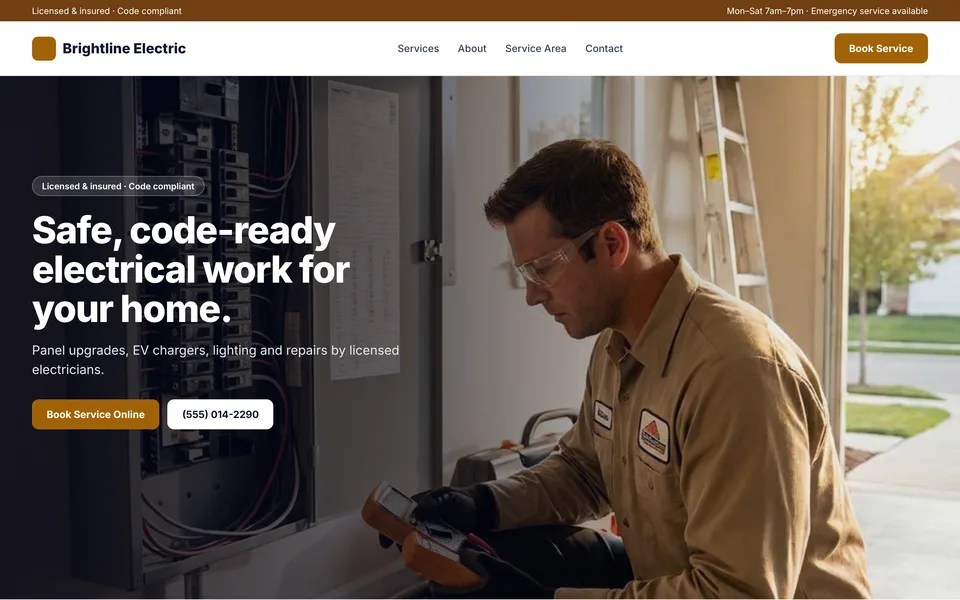 Licensed & insured · Code compliant
Mon–Sat 7am–7pm · Emergency service available
Brightline Electric
Services
About
Service Area
Contact
Book Service
Licensed & insured · Code compliant
Safe, code-ready
electrical work for
your home.
Panel upgrades, EV chargers, lighting and repairs by licensed
electricians.
Book Service Online
(555) 014-2290